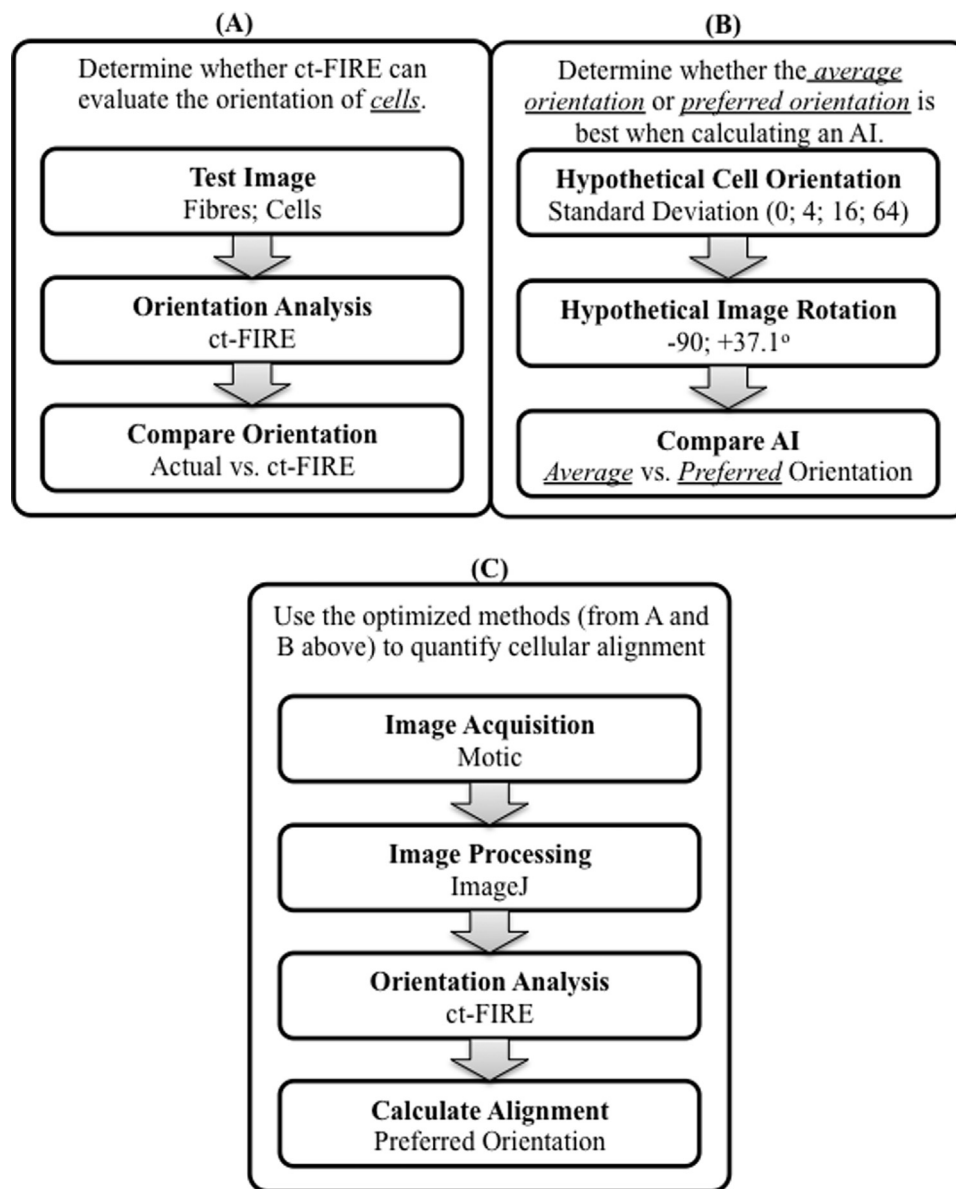 (A)
Determine whether ct-FIRE can
evaluate the orientation of cells.
Test Image
Fibres; Cells
Orientation Analysis
ct-FIRE
Compare Orientation
Actual vs. ct-FIRE
(B)
Determine whether the average
orientation or preferred orientation is
best when calculating an AI.
Hypothetical Cell Orientation
Standard Deviation (0; 4; 16; 64)
Hypothetical Image Rotation
-90; +37.1º
Compare AI
Average vs. Preferred Orientation
(C)
Use the optimized methods (from A and
B above) to quantify cellular alignment
Image Acquisition
Motic
Image Processing
ImageJ
Orientation Analysis
ct-FIRE
Calculate Alignment
Preferred Orientation